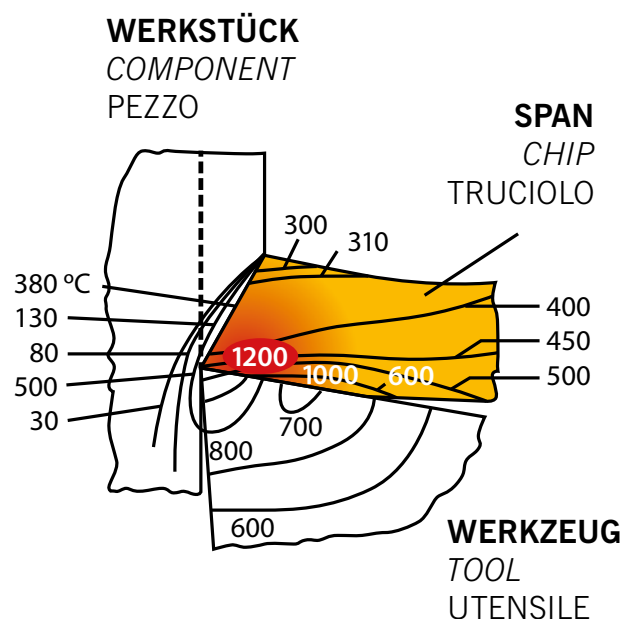 WERKSTÜCK
COMPONENT
PEZZO
SPAN
CHIP
TRUCIOLO
300
310
380 ºC
130
80
500
30
400
450
500
1200
1000
600
700
800
600
WERKZEUG
TOOL
UTENSILE